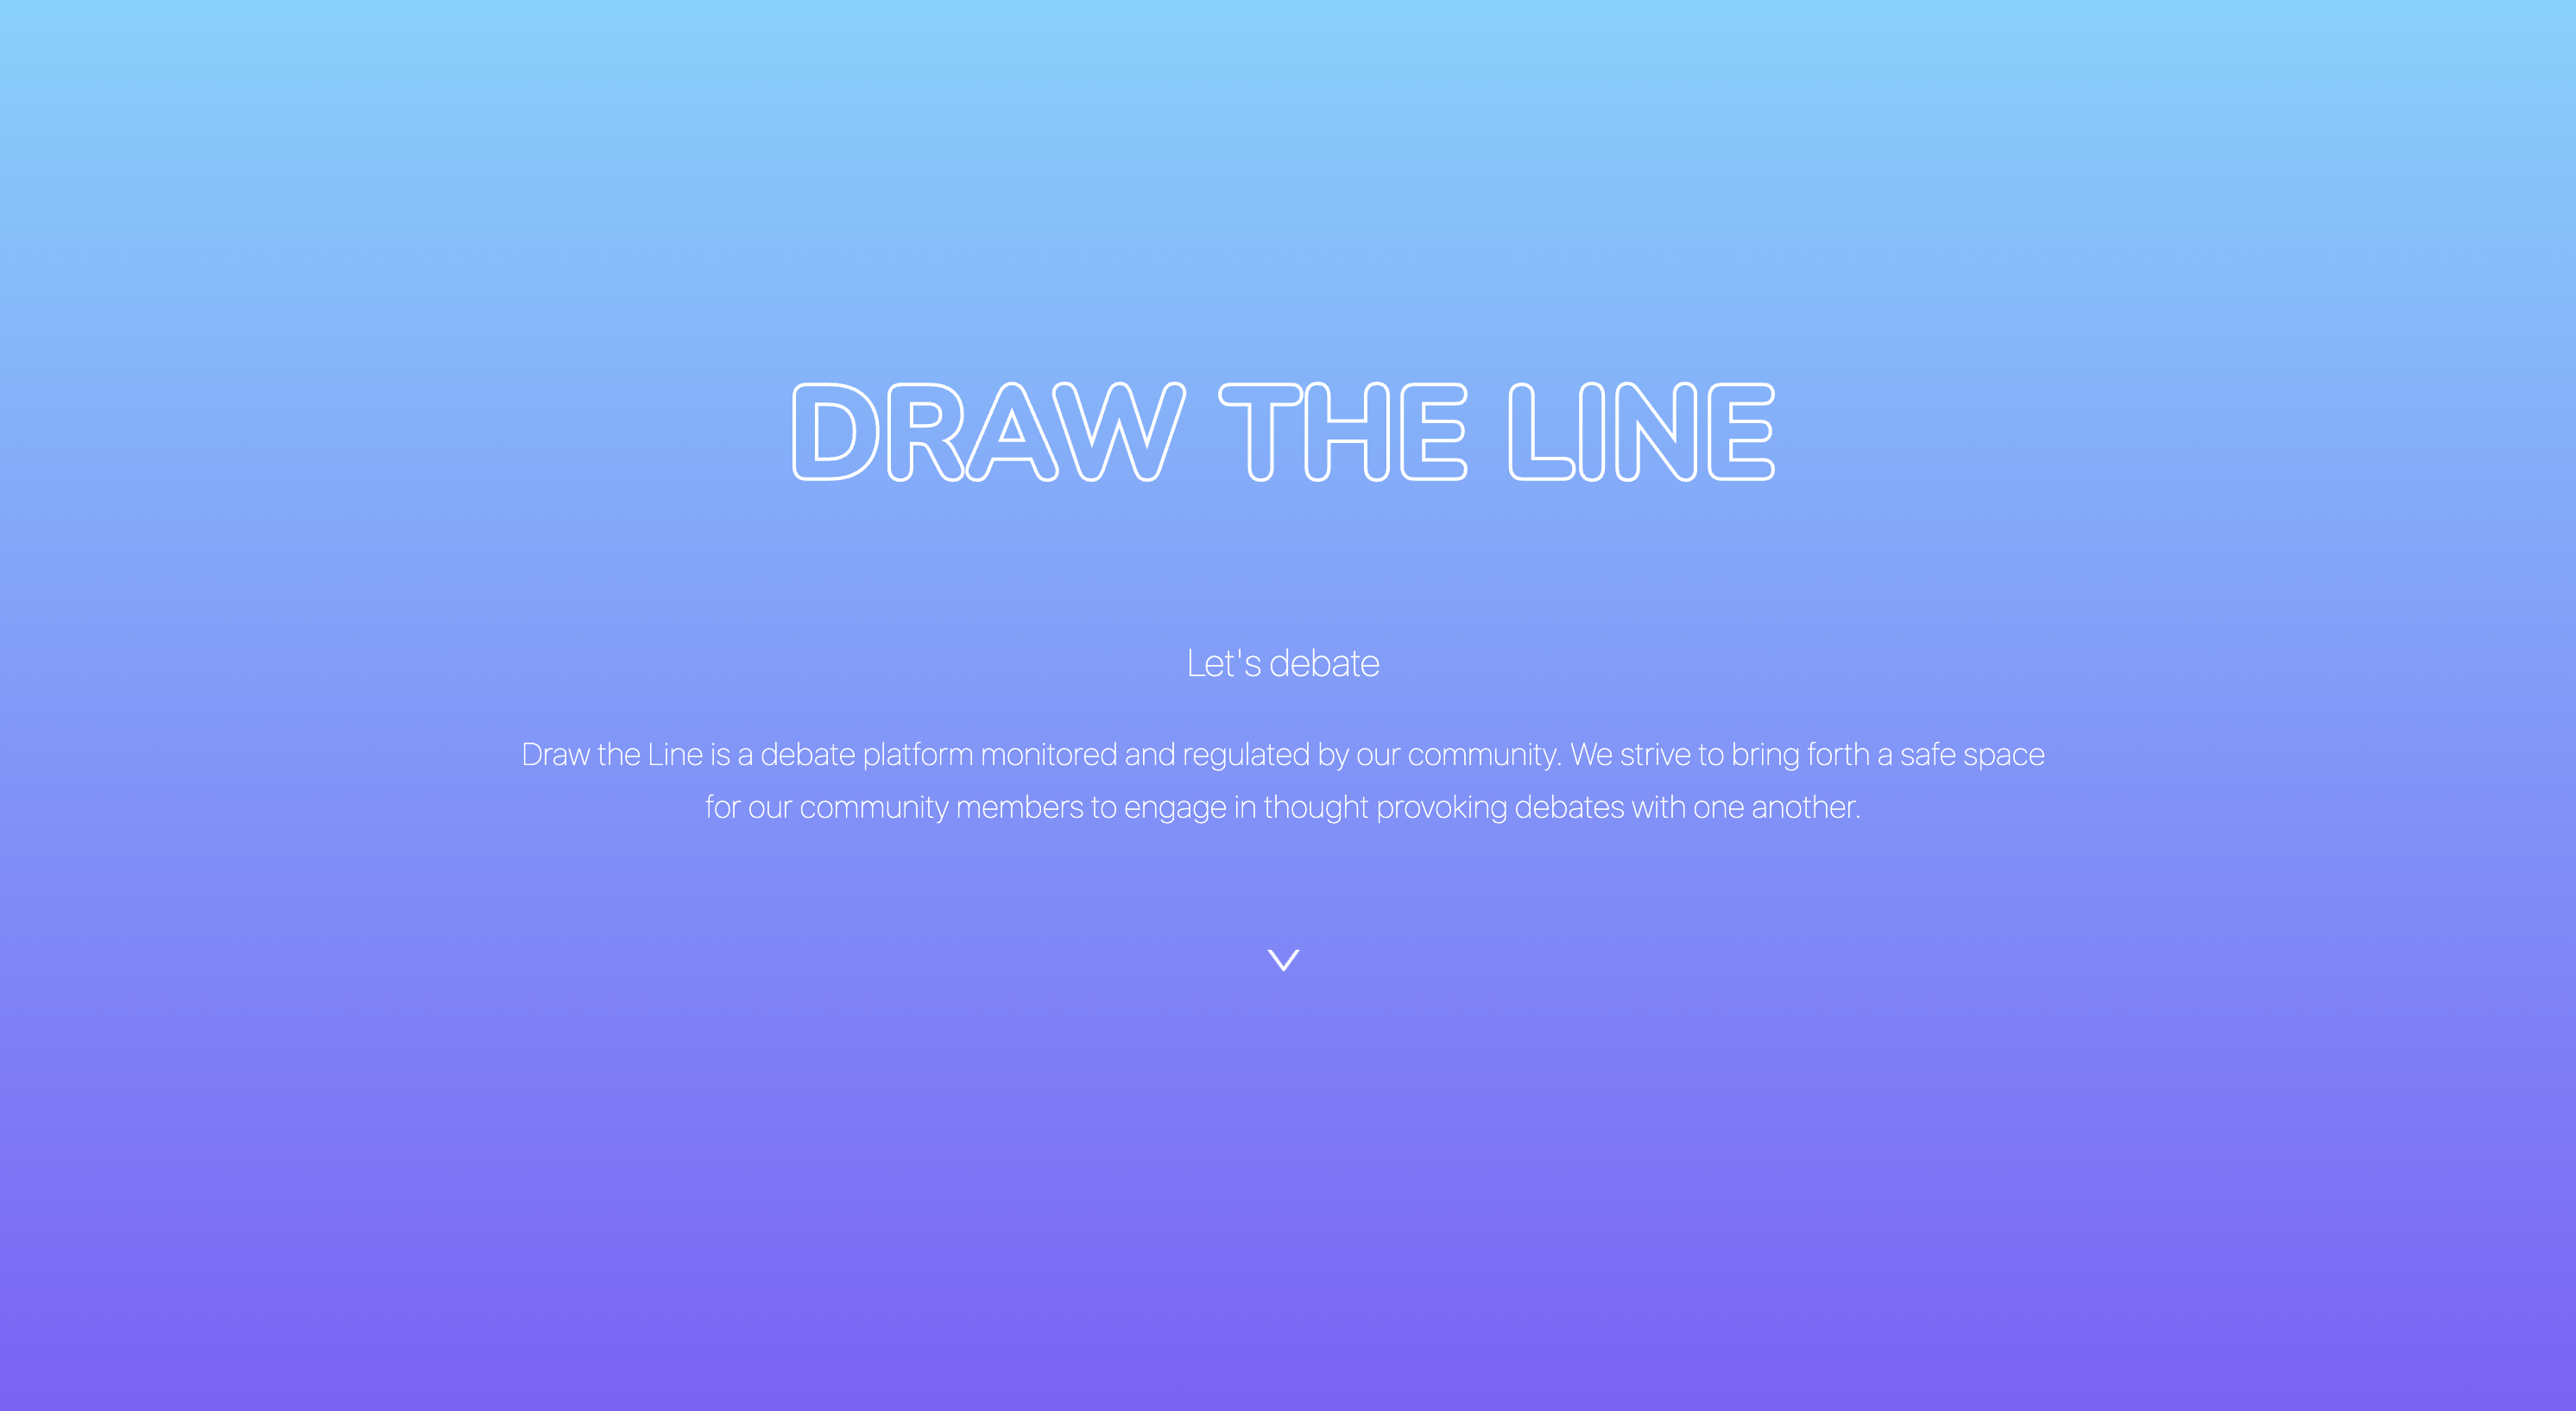 DRAW THE LINE
Let's debate
Draw the Line is a debate platform monitored and regulated by our community. We strive to bring forth a safe space
for our community members to engage in thought provoking debates with one another.